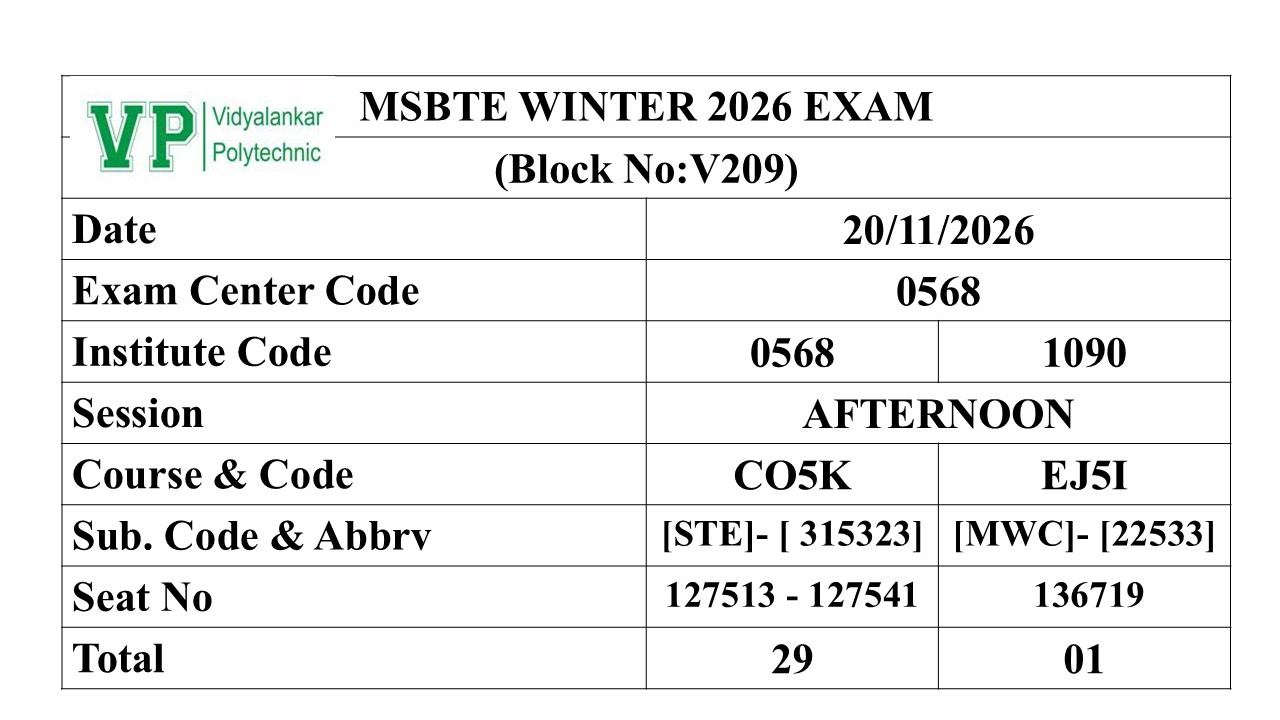 VP Vidyalankar Polytechnic
MSBTE WINTER 2026 EXAM
(Block No:V209)
Date 20/11/2026
Exam Center Code 0568
Institute Code 0568 1090
Session AFTERNOON
Course & Code CO5K EJ5I
Sub. Code & Abbrv [STE]- [ 315323] [MWC]- [22533]
Seat No 127513 - 127541 136719
Total 29 01